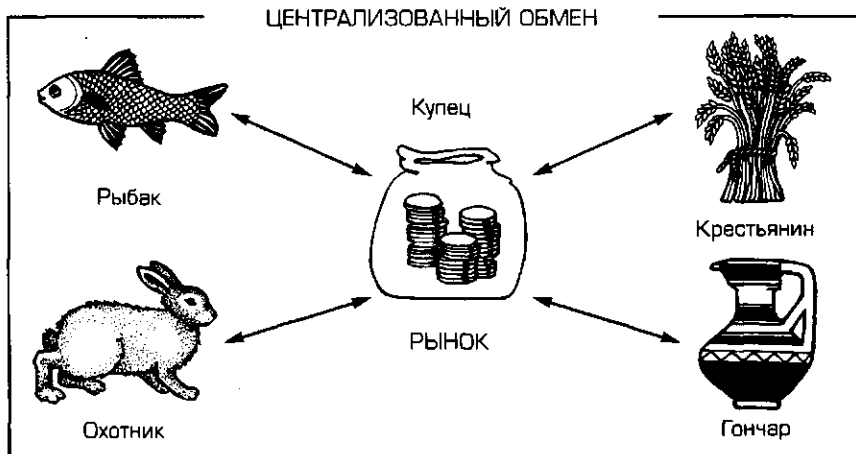 ЦЕНТРАЛИЗОВАННЫЙ ОБМЕН
Купец
Рыбак
Крестьянин
РЫНОК
Охотник
Гончар